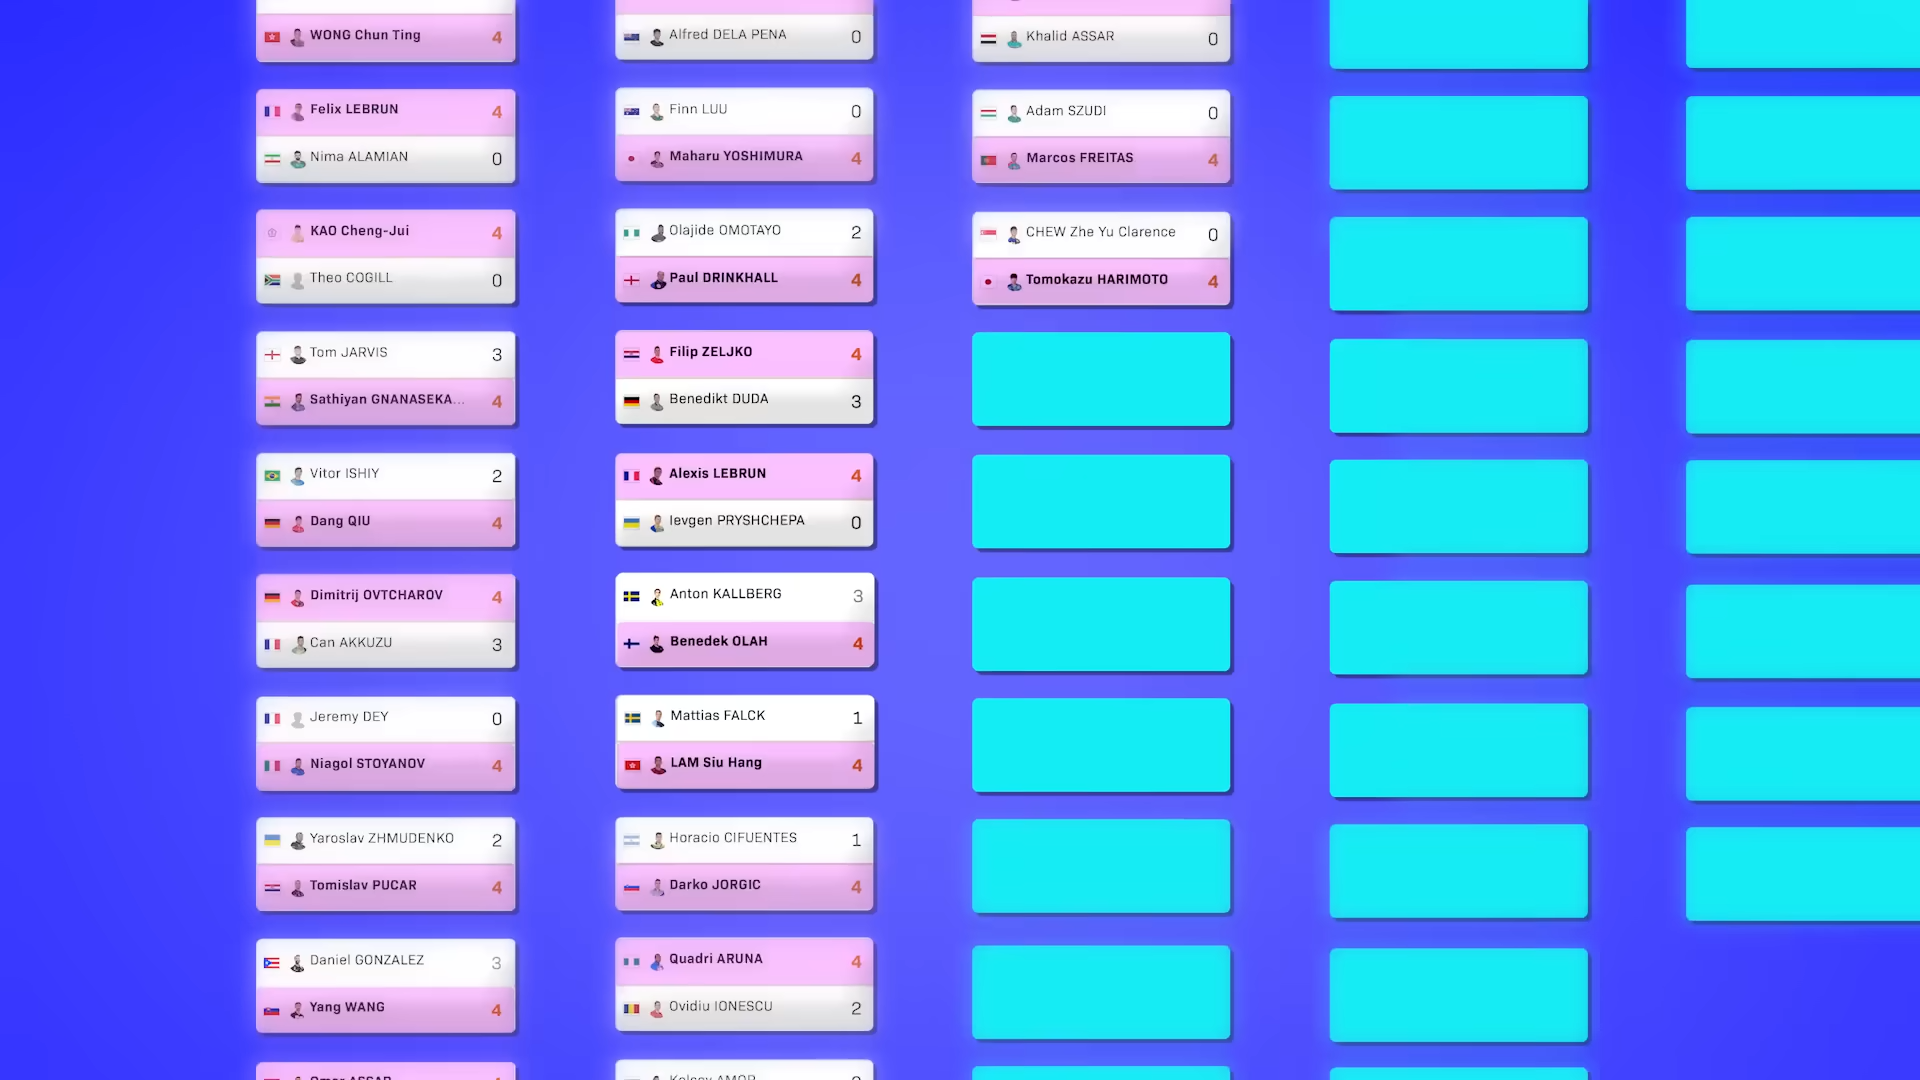 WONG Chun Ting 4
Felix LEBRUN 4
Nima ALAMIAN 0
KAO Cheng-Jui 4
Theo COGILL 0
Tom JARVIS 3
Sathiyan GNANASEKA... 4
Vitor ISHIY 2
Dang QIU 4
Dimitrij OVTCHAROV 4
Can AKKUZU 3
Jeremy DEY 0
Niagol STOYANOV 4
Yaroslav ZHMUDENKO 2
Tomislav PUCAR 4
Daniel GONZALEZ 3
Yang WANG 4
Omar ASSAR
Alfred DELA PENA 0
Finn LUU 0
Maharu YOSHIMURA 4
Olajide OMOTAYO 2
Paul DRINKHALL 4
Filip ZELJKO 4
Benedikt DUDA 3
Alexis LEBRUN 4
Ievgen PRYSHCHEPA 0
Anton KALLBERG 3
Benedek OLAH 4
Mattias FALCK 1
LAM Siu Hang 4
Horacio CIFUENTES 1
Darko JORGIC 4
Quadri ARUNA 4
Ovidiu IONESCU 2
Khalid ASSAR 0
Adam SZUDI 0
Marcos FREITAS 4
CHEW Zhe Yu Clarence 0
Tomokazu HARIMOTO 4